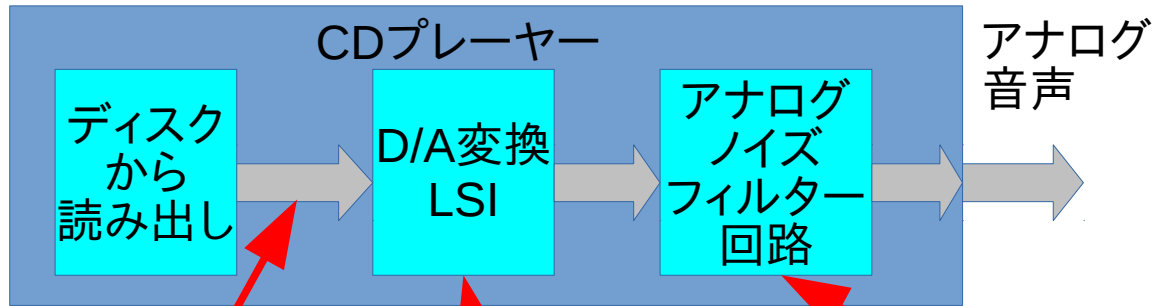 CDプレーヤー
ディスク
から
読み出し
D/A変換
LSI
アナログ
ノイズ
フィルター
回路
アナログ
音声